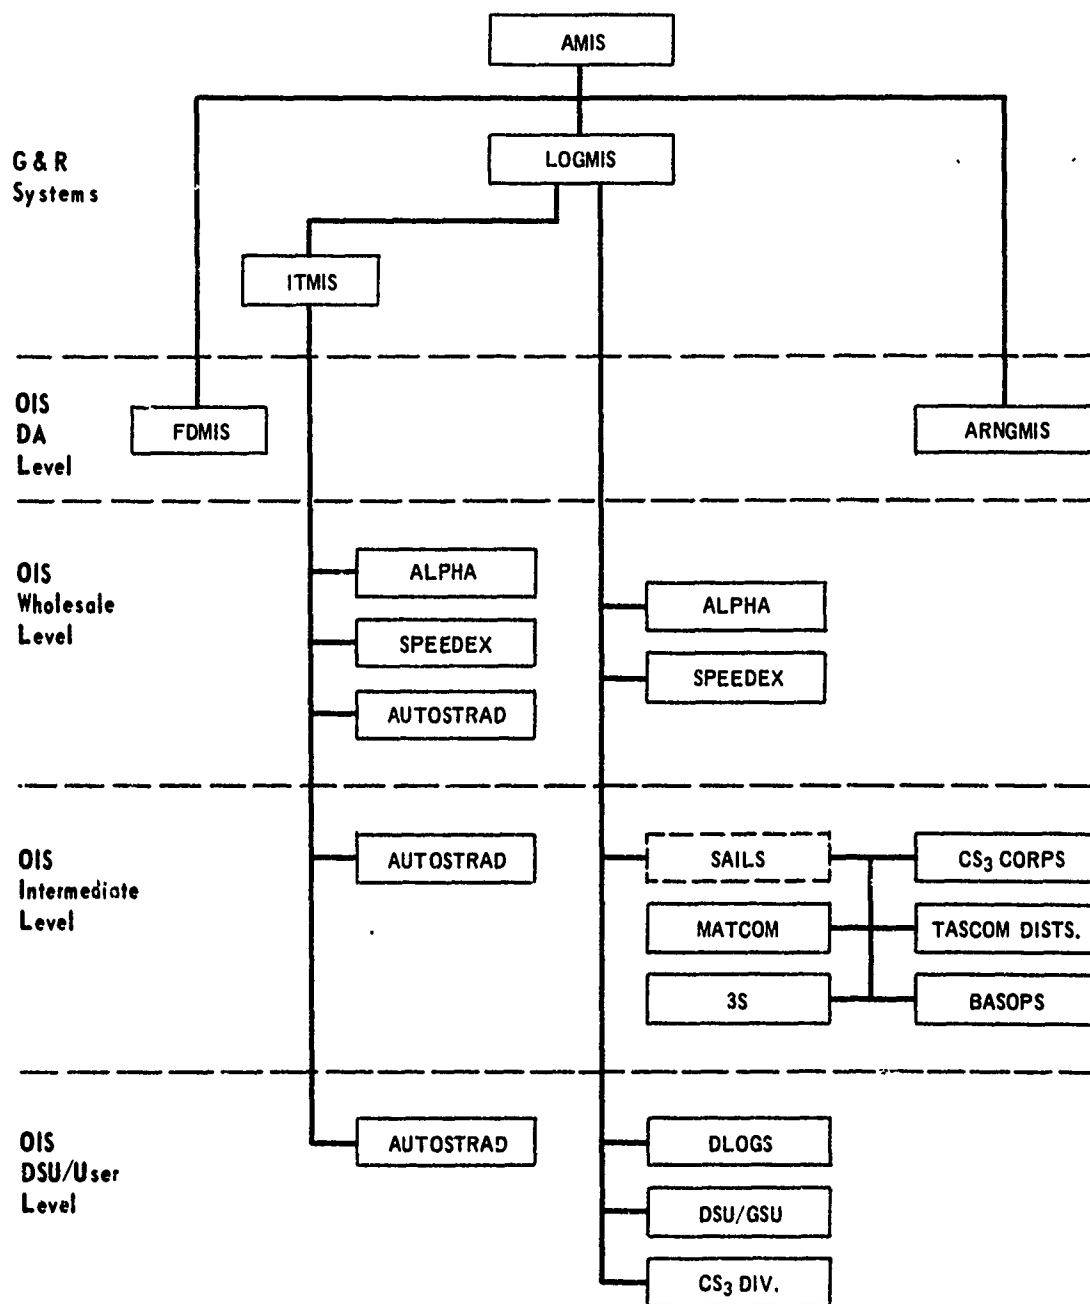 AMIS
LOGMIS
G & R
Systems
ITMIS
OIS
DA
Level
FDMIS
ARNGMIS
OIS
Wholesale
Level
ALPHA
SPEEDEX
AUTOSTRAD
ALPHA
SPEEDEX
OIS
Intermediate
Level
AUTOSTRAD
SAILS
CS₃ CORPS
MATCOM
TASCOM DISTS.
3S
BASOPS
OIS
DSU/User
Level
AUTOSTRAD
DLOGS
DSU/GSU
CS₃ DIV.